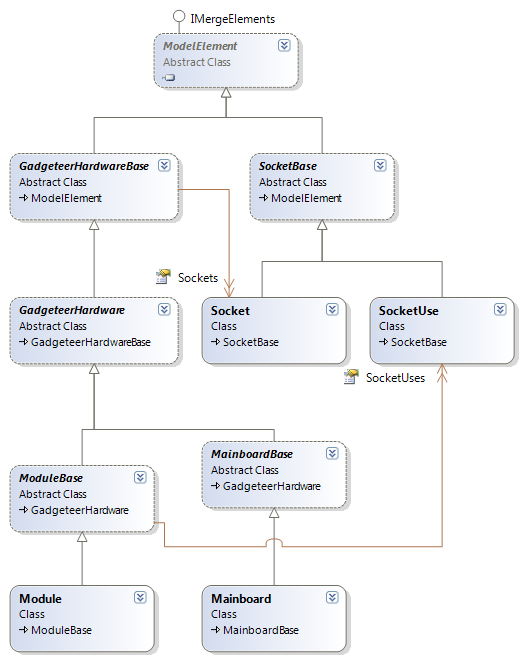 IMergeElements
ModelElement
Abstract Class
GadgeteerHardwareBase
Abstract Class
ModelElement
SocketBase
Abstract Class
ModelElement
Sockets
GadgeteerHardware
Abstract Class
GadgeteerHardwareBase
Socket
Class
SocketBase
SocketUse
Class
SocketBase
SocketUses
ModuleBase
Abstract Class
GadgeteerHardware
MainboardBase
Abstract Class
GadgeteerHardware
Module
Class
ModuleBase
Mainboard
Class
MainboardBase